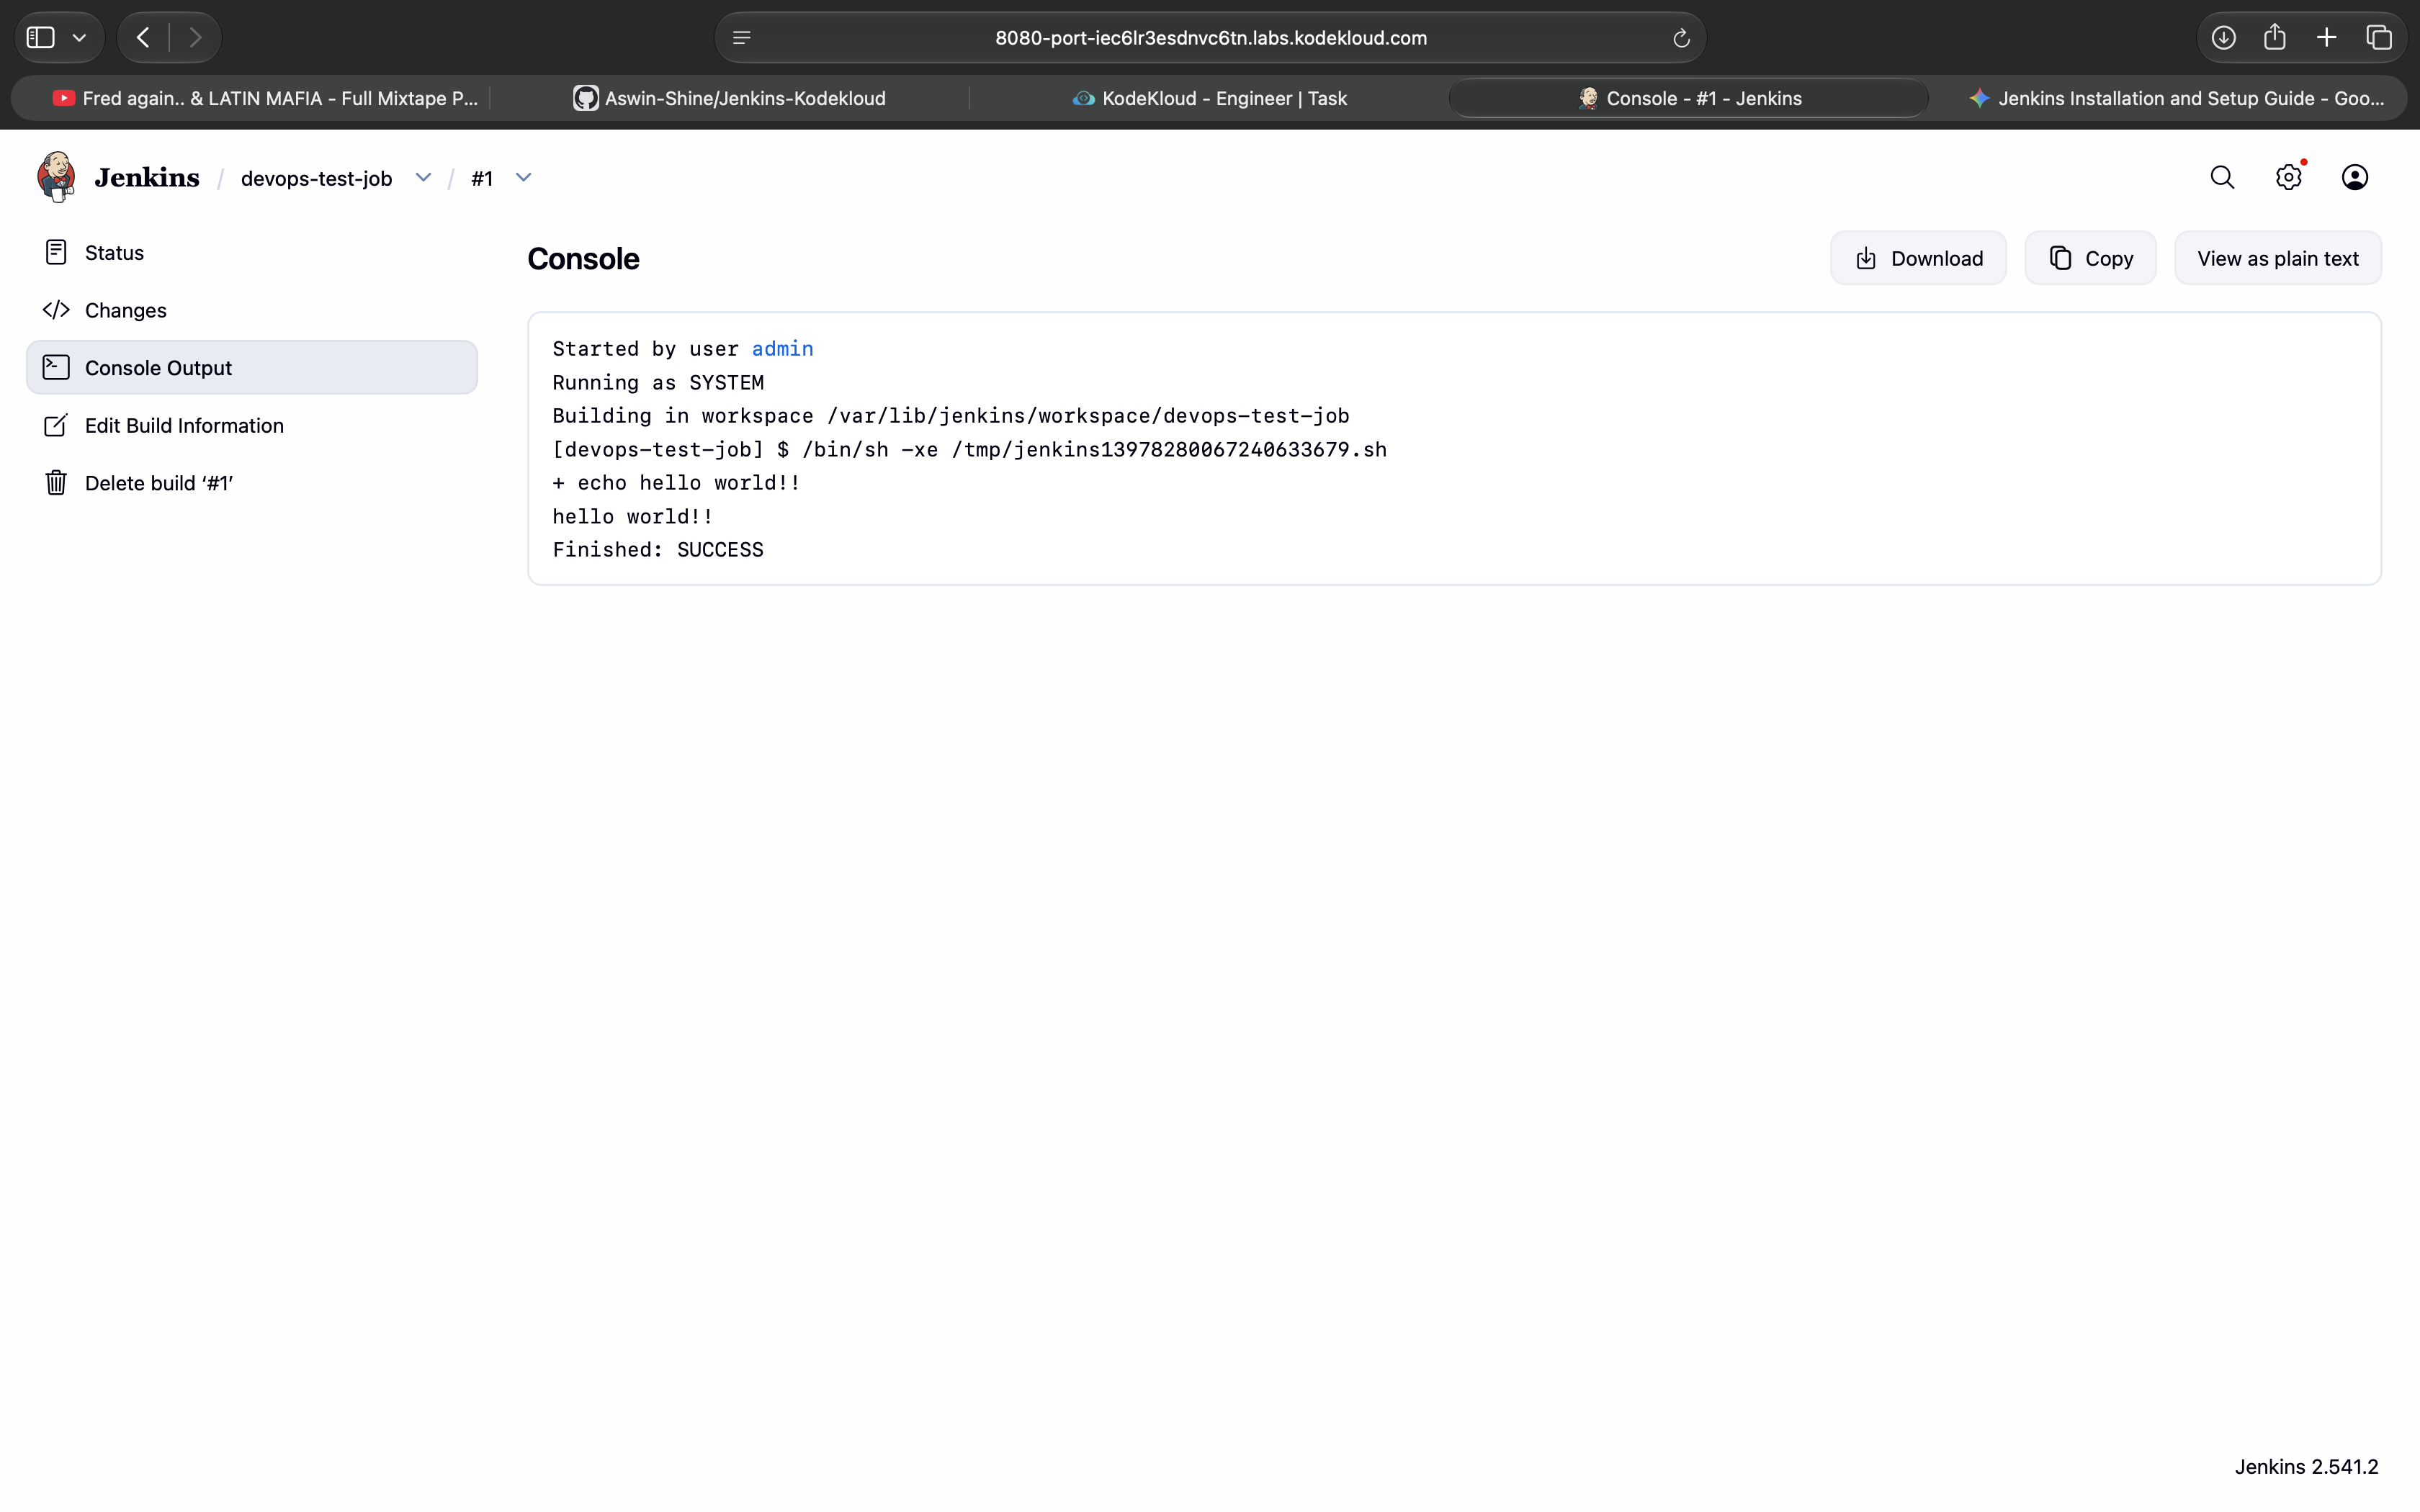 8080-port-iec6lr3esdnvc6tn.labs.kodekloud.com
Fred again.. & LATIN MAFIA - Full Mixtape P...
Aswin-Shine/Jenkins-Kodekloud
KodeKloud - Engineer | Task
Console - #1 - Jenkins
Jenkins Installation and Setup Guide - Goo...
Jenkins / devops-test-job / #1
Status
Changes
Console Output
Edit Build Information
Delete build ‘#1’
Console
Download
Copy
View as plain text
Started by user admin
Running as SYSTEM
Building in workspace /var/lib/jenkins/workspace/devops-test-job
[devops-test-job] $ /bin/sh -xe /tmp/jenkins13978280067240633679.sh
+ echo hello world!!
hello world!!
Finished: SUCCESS
Jenkins 2.541.2